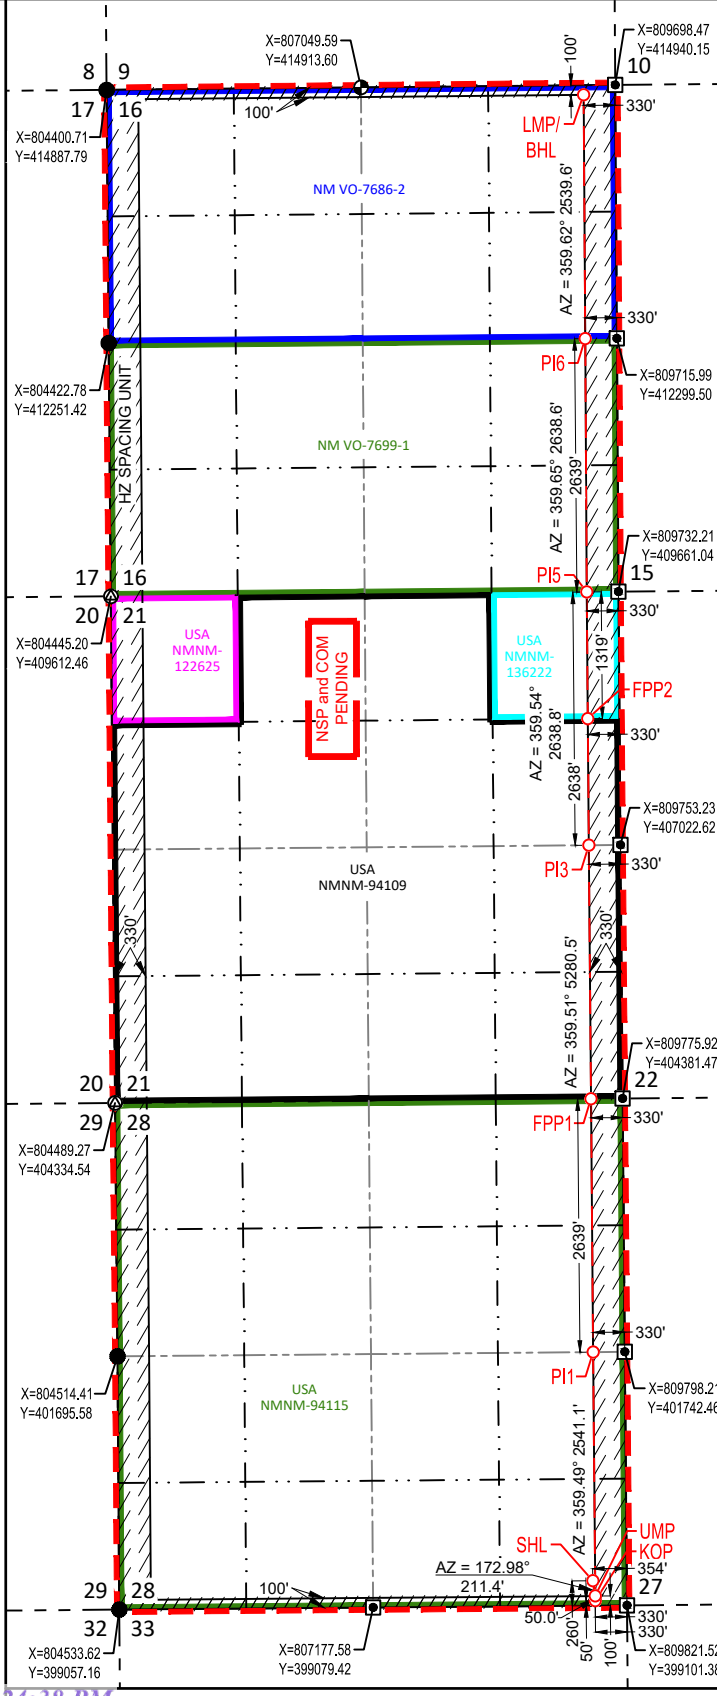 X=809698.47
Y=414940.15
X=807049.59
Y=414913.60
100'
8 9
10
17 16
100'
330'
LMP/
BHL
X=804400.71
Y=414887.79
NM VO-7686-2
AZ = 359.62° 2539.6'
330'
PI6
X=804422.78
Y=412251.42
X=809715.99
Y=412299.50
HZ SPACING UNIT
NM VO-7699-1
AZ = 359.65° 2638.6'
2639'
X=809732.21
Y=409661.04
17 16
PI5
15
20 21
330'
X=804445.20
Y=409612.46
USA
NMNM-
122625
NSP and COM
PENDING
USA
NMNM-
136222
1319'
FPP2
AZ = 359.54°
2638.8'
330'
2638'
X=809753.23
Y=407022.62
PI3
330'
USA
NMNM-94109
330'
330'
AZ = 359.51° 5280.5'
X=809775.92
Y=404381.47
20 21
22
29 28
FPP1
330'
X=804489.27
Y=404334.54
2639'
330'
PI1
X=804514.41
Y=401695.58
X=809798.21
Y=401742.46
USA
NMNM-94115
AZ = 359.49° 2541.1'
SHL
UMP
KOP
AZ = 172.98°
211.4'
354'
29 28
27
100'
50.0'
260'
50'
100'
330'
330'
32 33
X=804533.62
Y=399057.16
X=807177.58
Y=399079.42
X=809821.52
Y=399101.38
24:38 PM